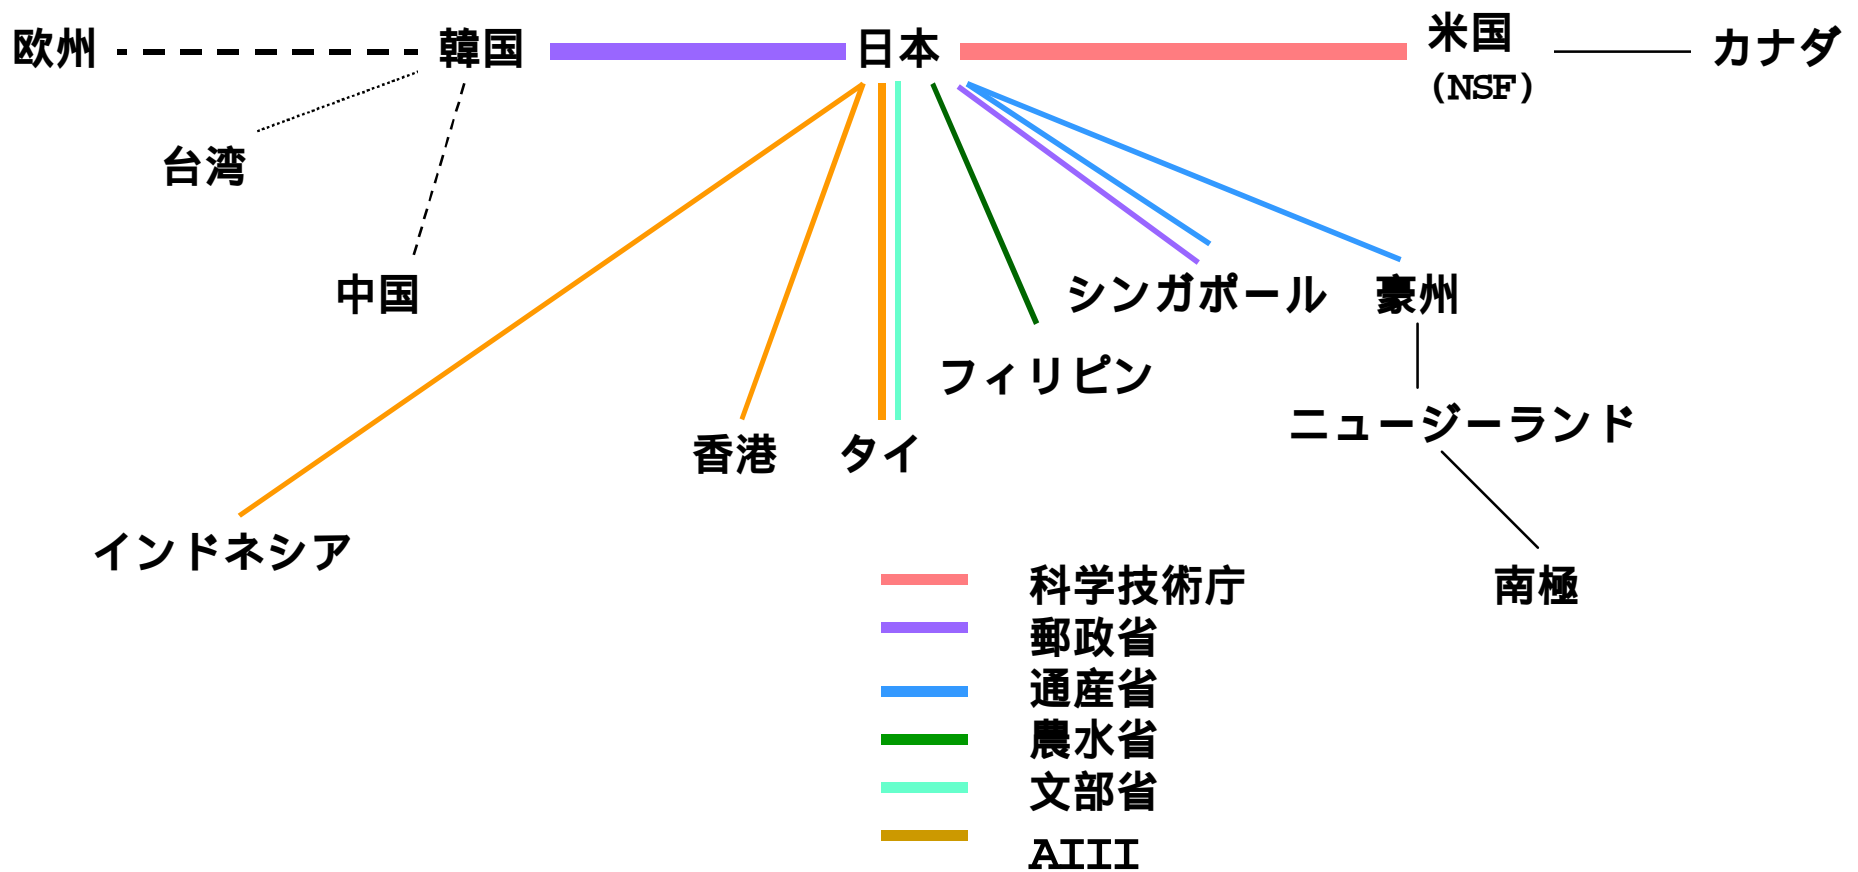 欧州
韓国
日本
米国
(NSF)
カナダ
台湾
中国
シンガポール
豪州
フィリピン
ニュージーランド
香港
タイ
インドネシア
南極
科学技術庁
郵政省
通産省
農水省
文部省
AIII